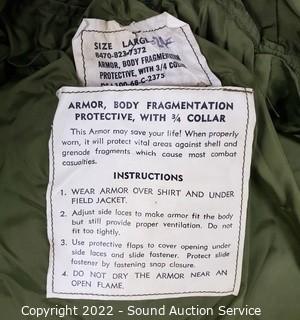 SIZE LARGE
8470-823-7372
ARMOR, BODY FRAGMENTATION
PROTECTIVE, WITH 3/4 COLLAR
100-68-C-2375
ARMOR, BODY FRAGMENTATION
PROTECTIVE, WITH ¾ COLLAR
This Armor may save your life! When properly
worn, it will protect vital areas against shell and
grenade fragments which cause most combat
casualties.
INSTRUCTIONS
1. WEAR ARMOR OVER SHIRT AND UNDER
FIELD JACKET.
2. Adjust side laces to make armor fit the body
but still provide proper ventilation. Do not
fit too tightly.
3. Use protective flaps to cover opening under
side laces and slide fastener. Protect slide
fastener by fastening snap closure.
4. DO NOT DRY THE ARMOR NEAR AN
OPEN FLAME.
Copyright 2022 - Sound Auction Service